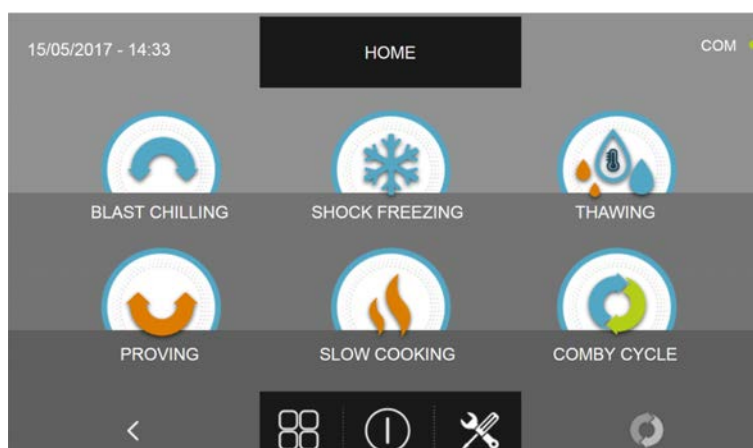 15/05/2017 - 14:33
HOME
COM
BLAST CHILLING
SHOCK FREEZING
THAWING
PROVING
SLOW COOKING
COMBY CYCLE